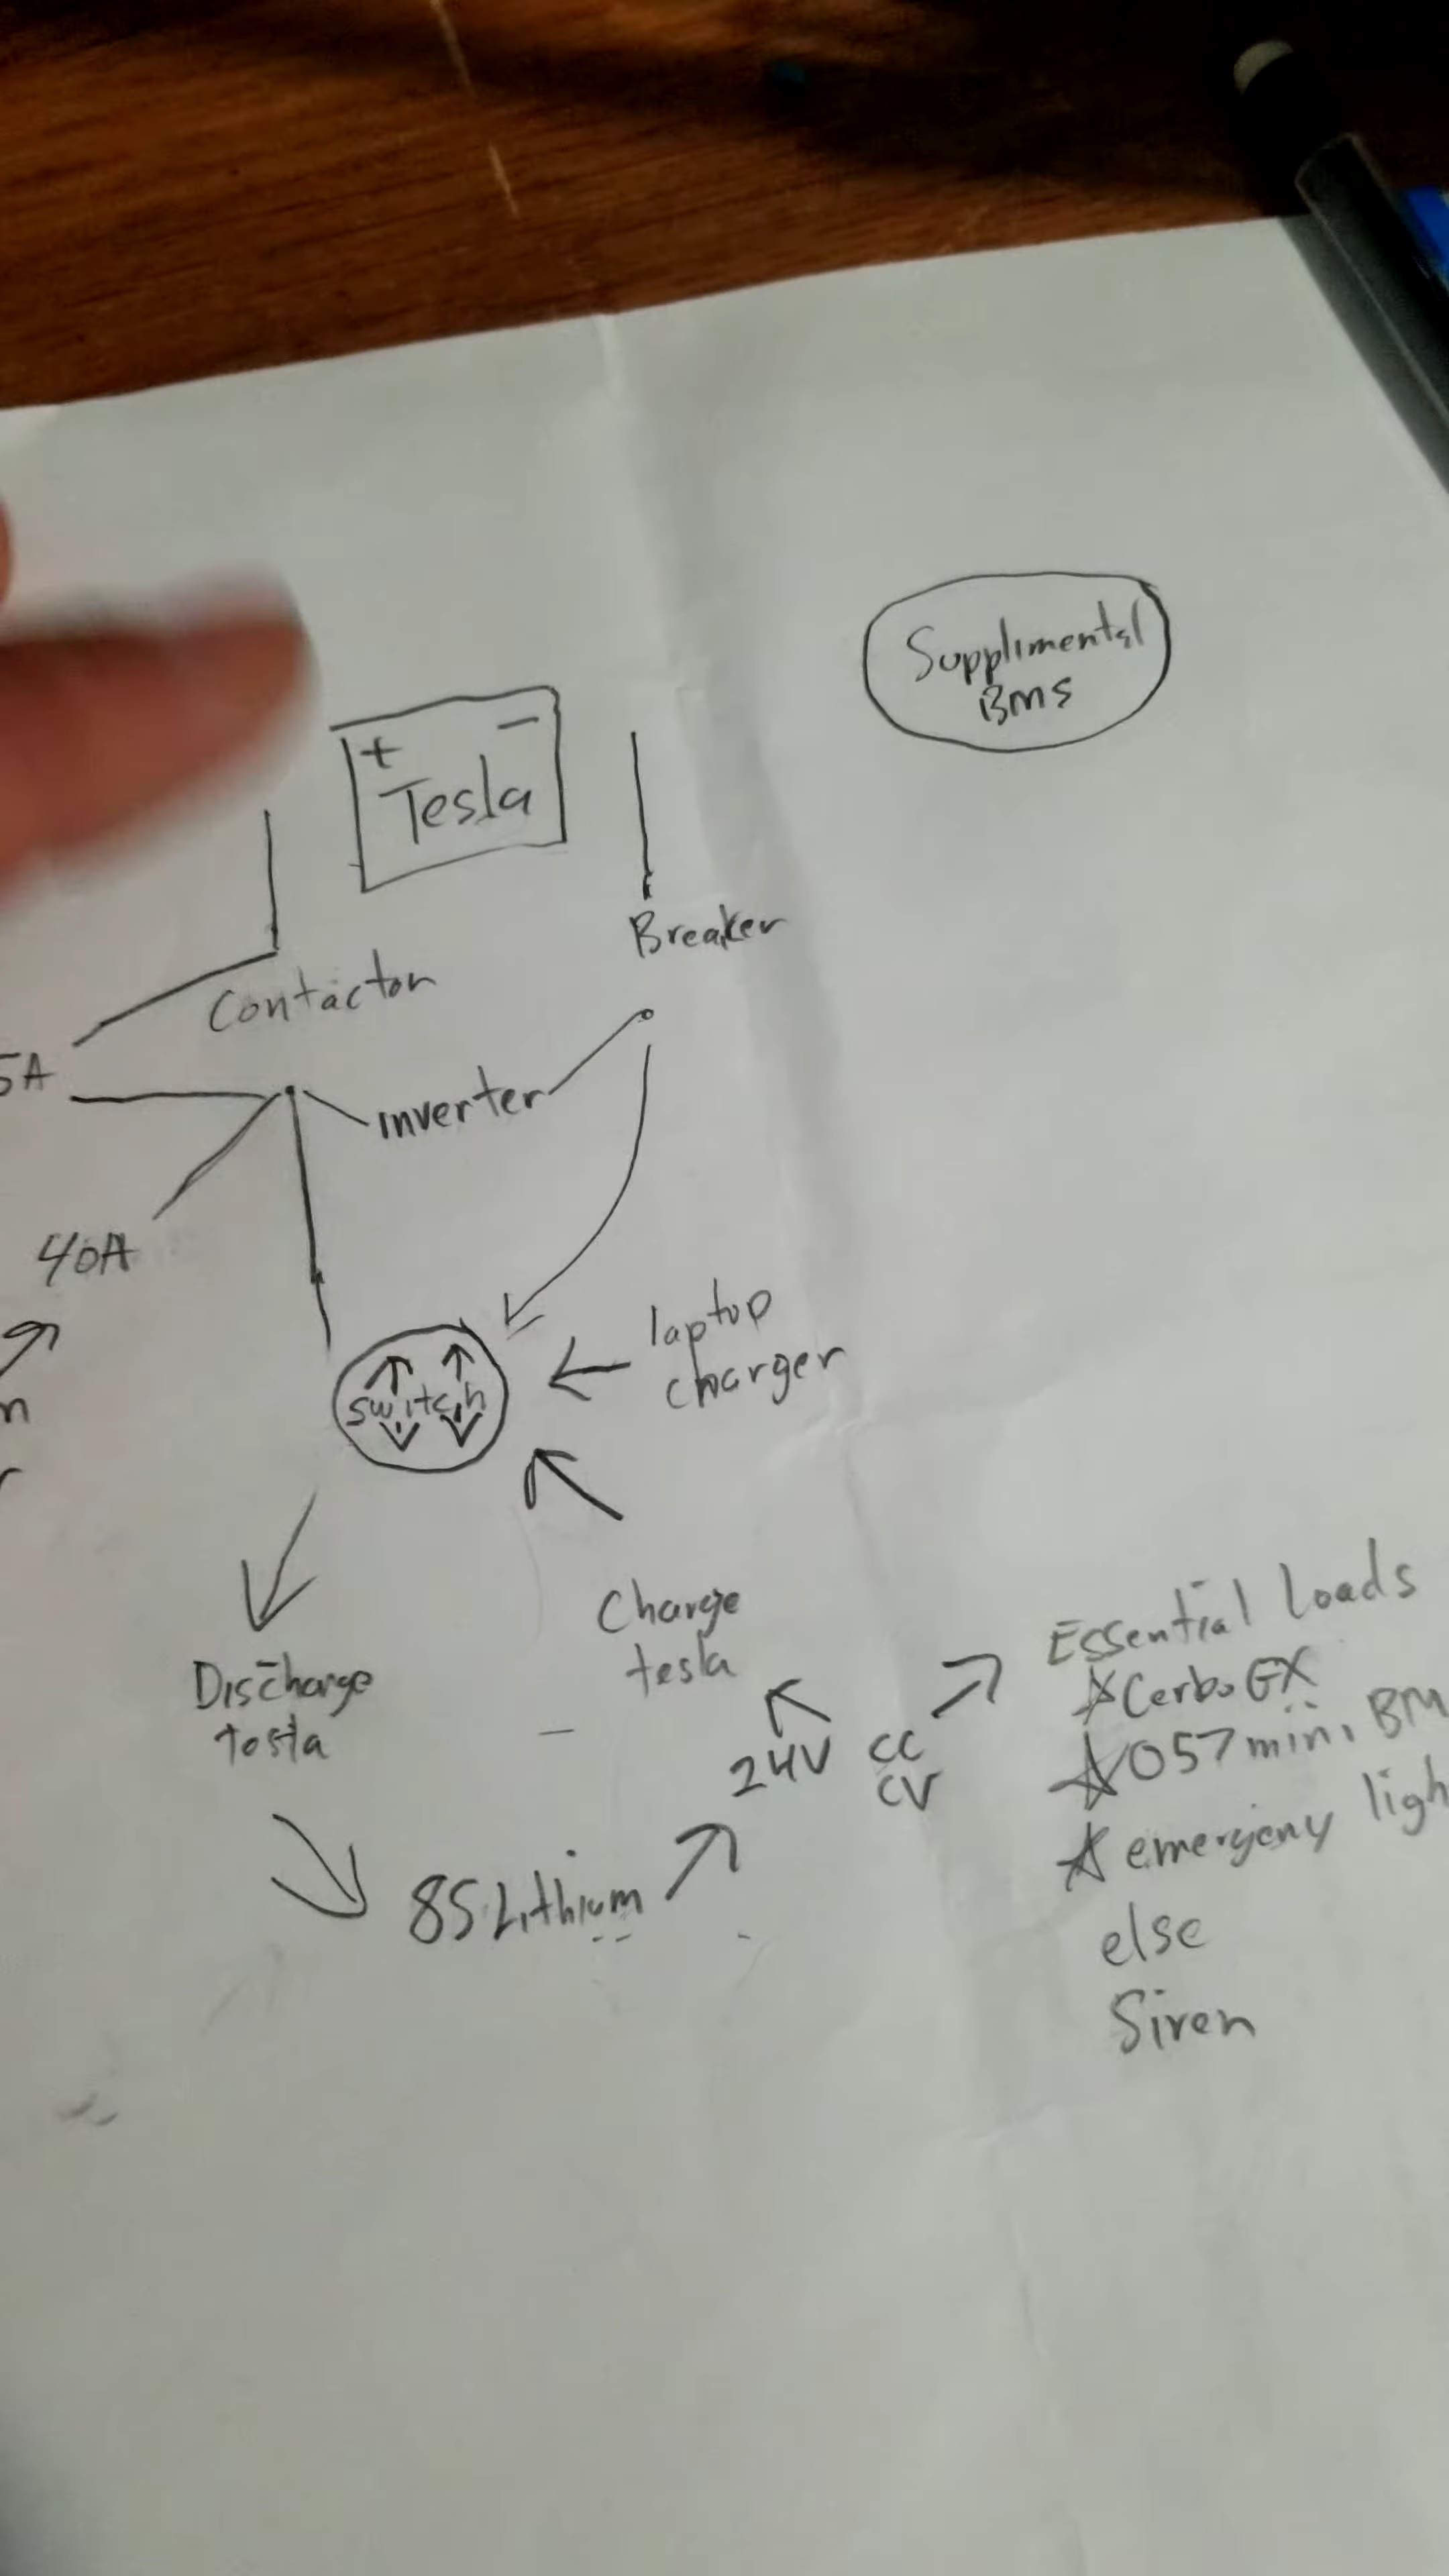 Supplimental
BMS
+ -
Tesla
Breaker
Contactor
5A
inverter
40A
laptop
charger
switch
Charge
tesla
Discharge
tesla
24V CC
CV
8S Lithium
Essential Loads
Cerbo GX
057 mini BM
emergeny ligh
else
Siren